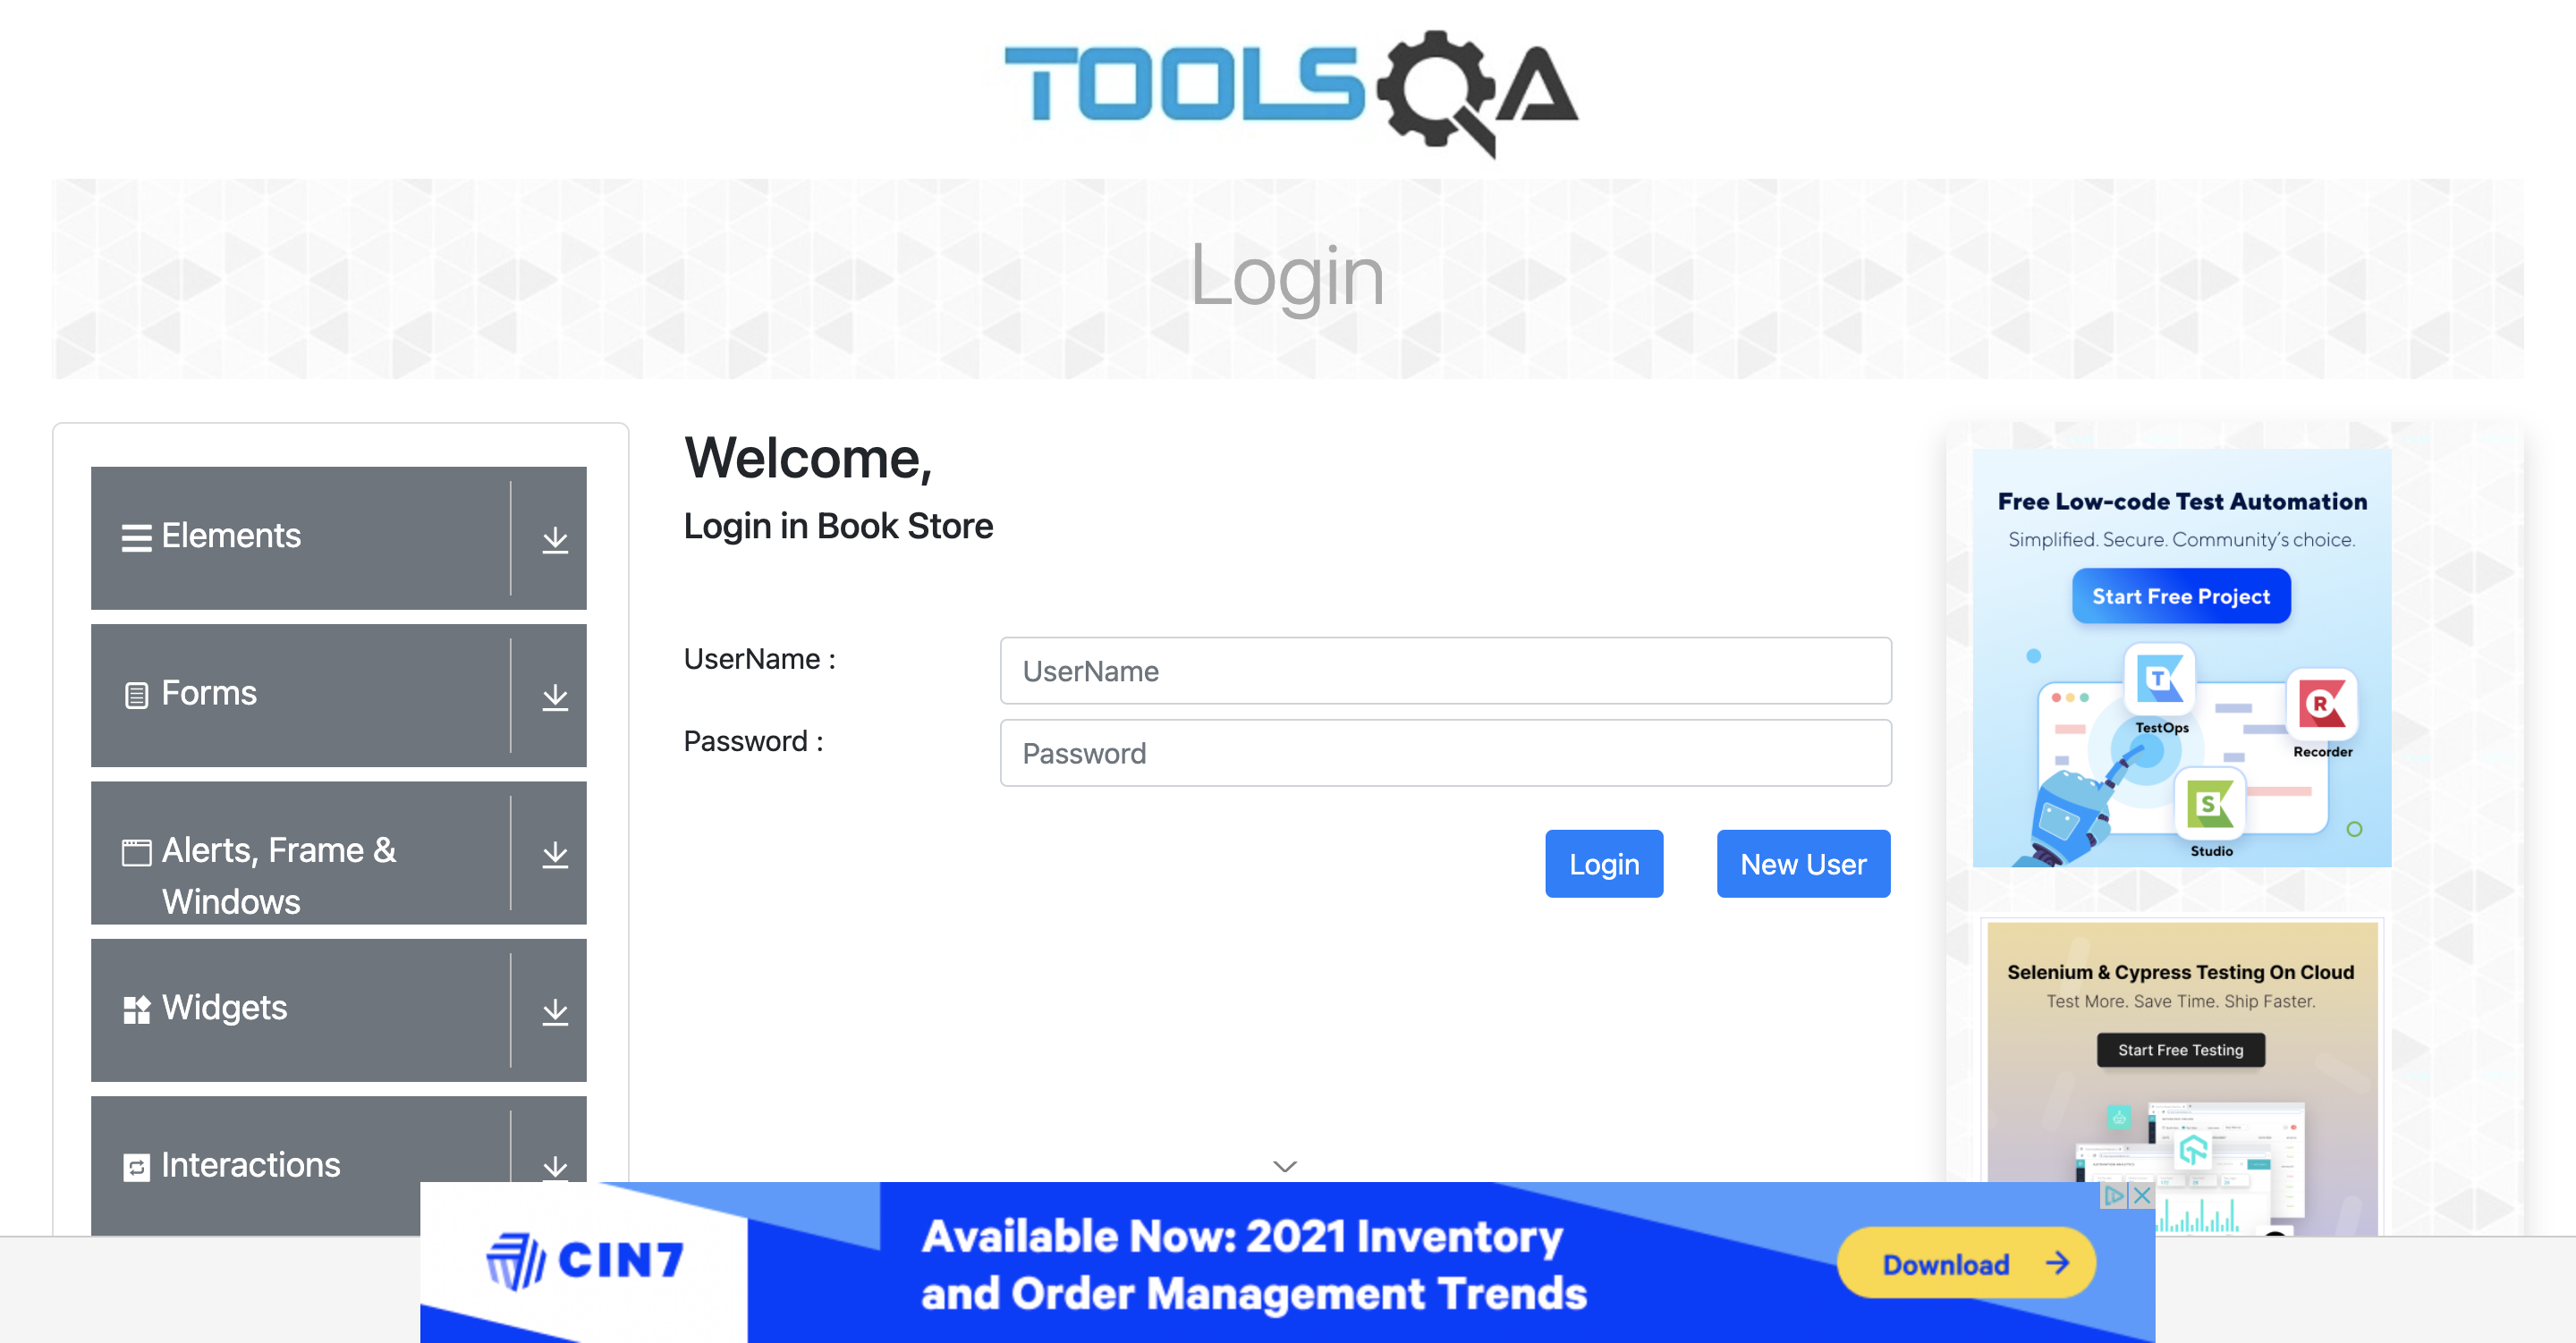 TOOLSQA
Login
Elements
Forms
Alerts, Frame &
Windows
Widgets
Interactions
Welcome,
Login in Book Store
UserName :
UserName
Password :
Password
Login
New User
Free Low-code Test Automation
Simplified. Secure. Community's choice.
Start Free Project
T
TestOps
R
Recorder
S
Studio
Selenium & Cypress Testing On Cloud
Test More. Save Time. Ship Faster.
Start Free Testing
CIN7
Available Now: 2021 Inventory
and Order Management Trends
Download